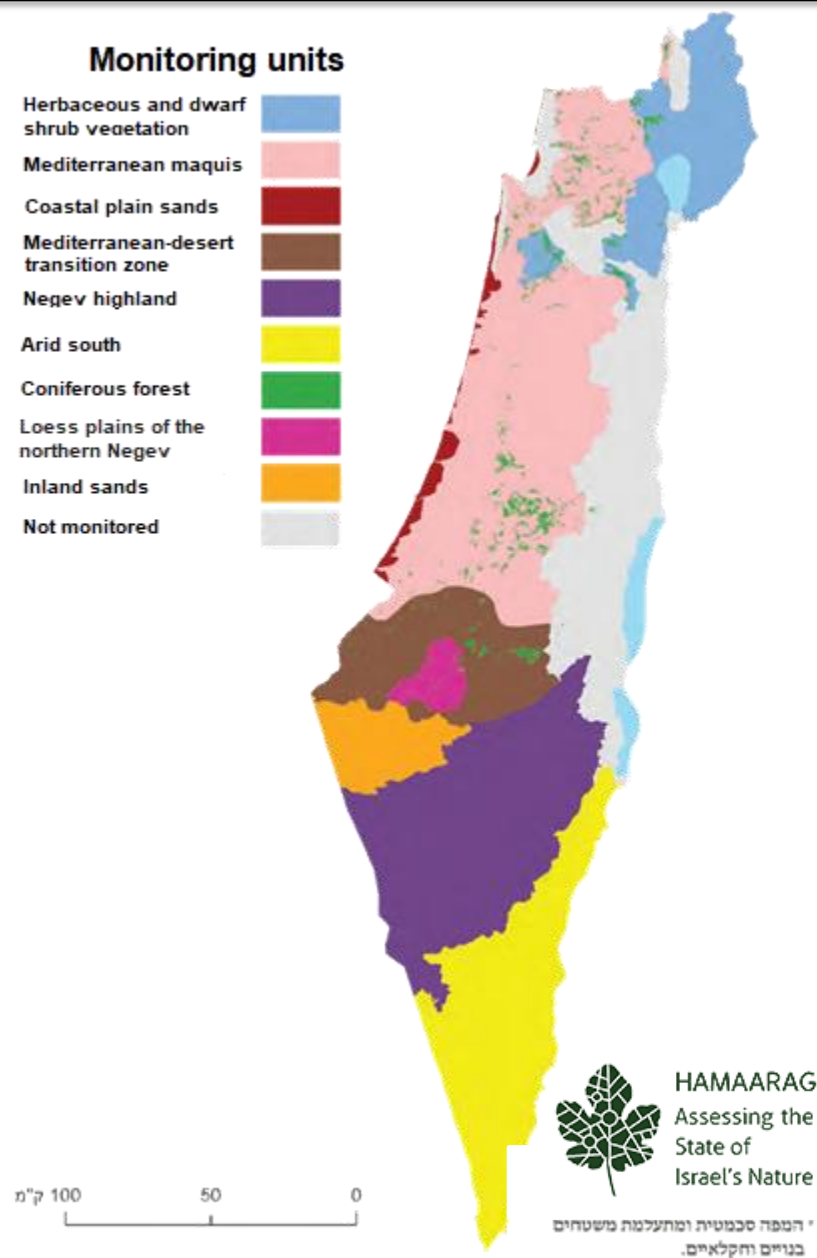 Monitoring units
Herbaceous and dwarf
shrub vegetation
Mediterranean maquis
Coastal plain sands
Mediterranean-desert
transition zone
Negev highland
Arid south
Coniferous forest
Loess plains of the
northern Negev
Inland sands
Not monitored
HAMAARAG
Assessing the
State of
Israel's Nature
ק"מ 100 50 0
* המפה סכמטית ומתעלמת משטחים
בנויים וחקלאיים.